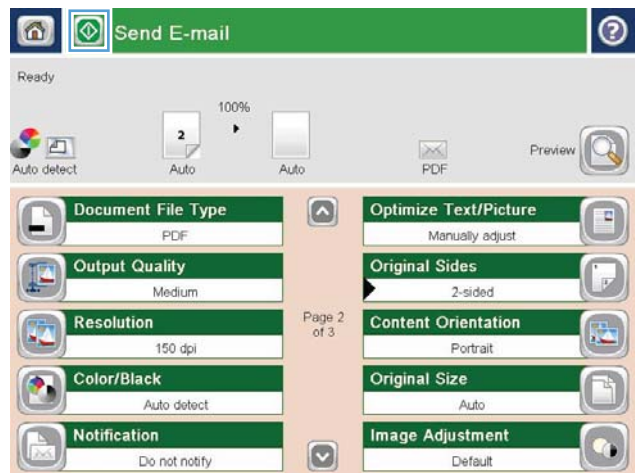 Send E-mail
?
Ready
100%
2
Auto detect
Auto
Auto
PDF
Preview
Document File Type
PDF
Output Quality
Medium
Resolution
150 dpi
Color/Black
Auto detect
Notification
Do not notify
Page 2
of 3
Optimize Text/Picture
Manually adjust
Original Sides
2-sided
Content Orientation
Portrait
Original Size
Auto
Image Adjustment
Default